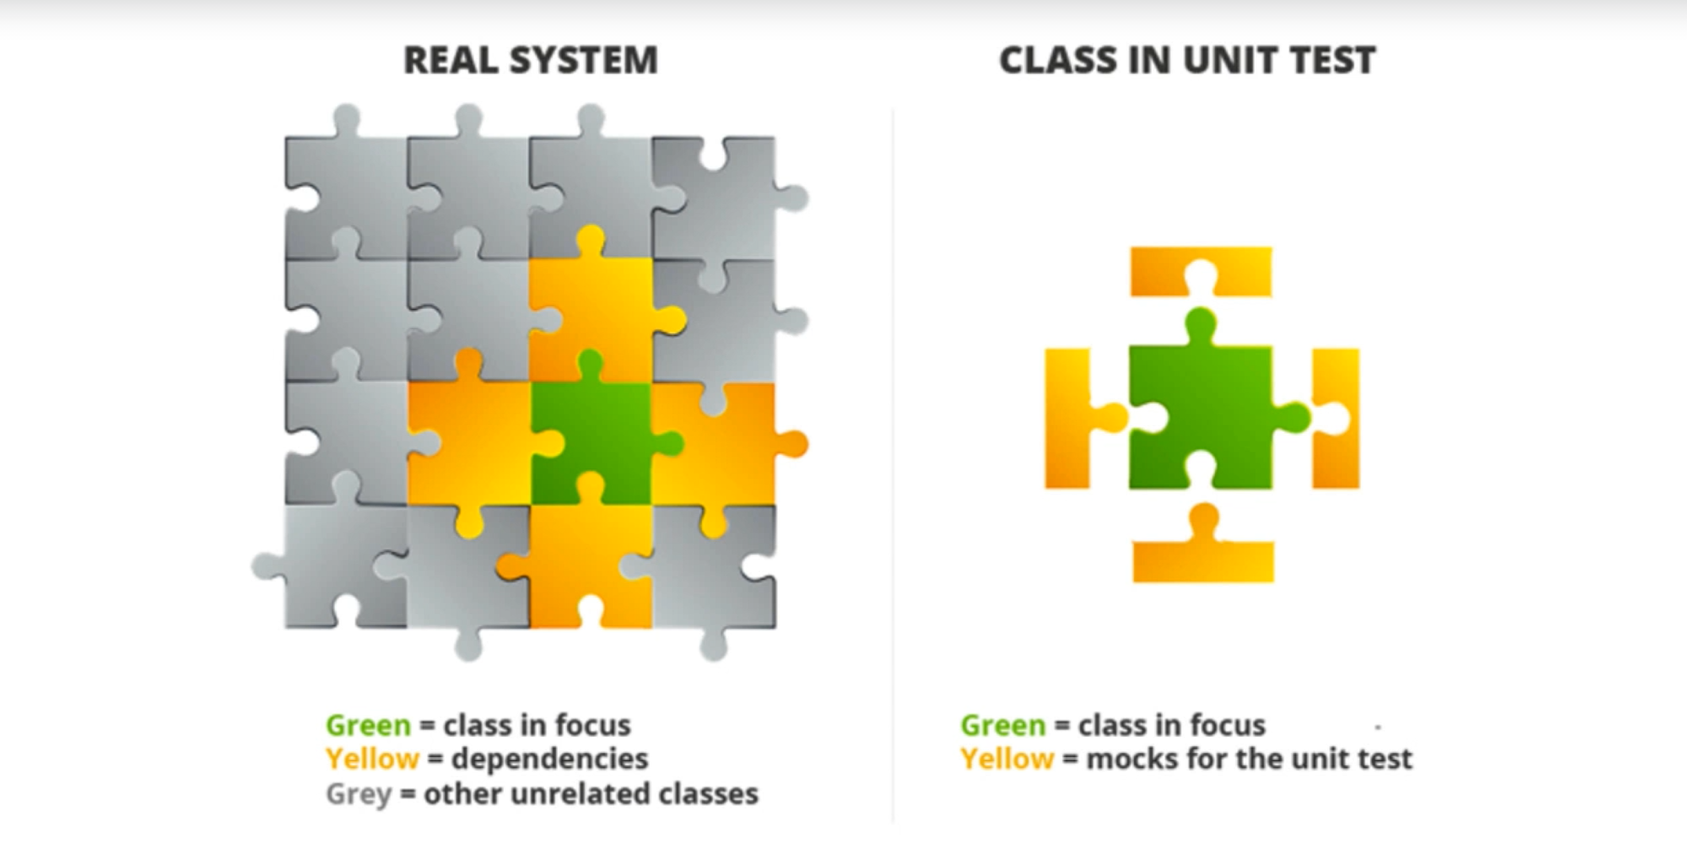 REAL SYSTEM
Green = class in focus
Yellow = dependencies
Grey = other unrelated classes
CLASS IN UNIT TEST
Green = class in focus
Yellow = mocks for the unit test